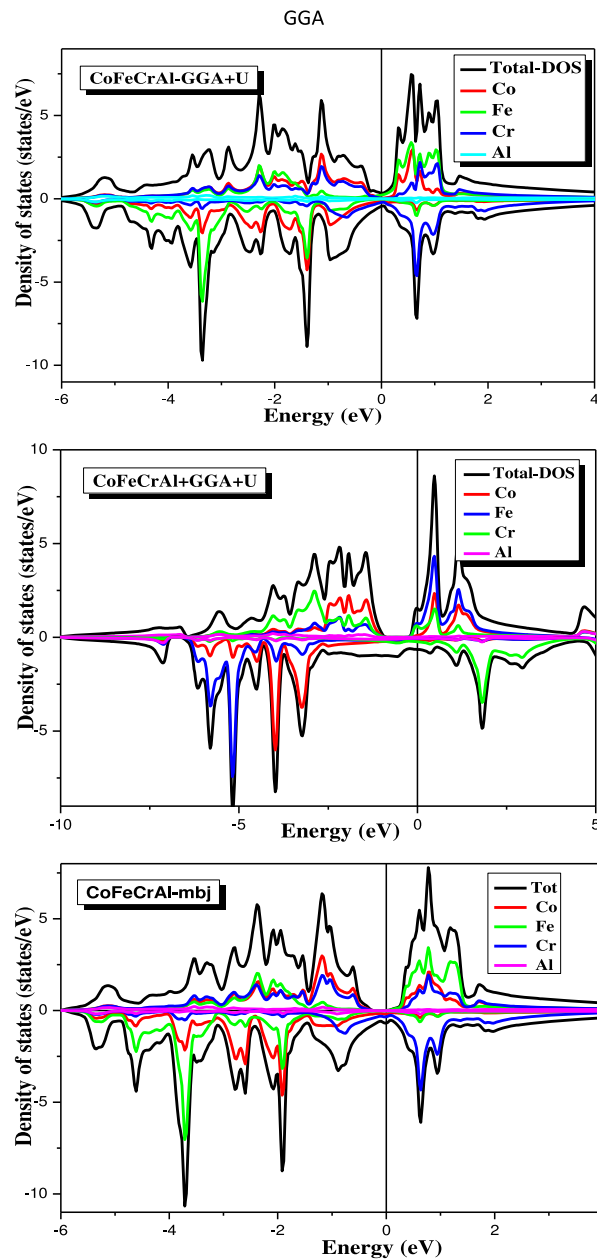 GGA
CoFeCrAl-GGA+U
Total-DOS
Co
Fe
Cr
Al
Density of states (states/eV)
5
0
-5
-10
-6
-4
-2
0
2
4
Energy (eV)
10
CoFeCrAl+GGA+U
Total-DOS
Co
Fe
Cr
Al
Density of states (states/eV)
5
0
-5
-10
-5
0
5
Energy (eV)
CoFeCrAl-mbj
Tot
Co
Fe
Cr
Al
Density of states (states/eV)
5
0
-5
-10
-6
-4
-2
0
2
Energy (eV)